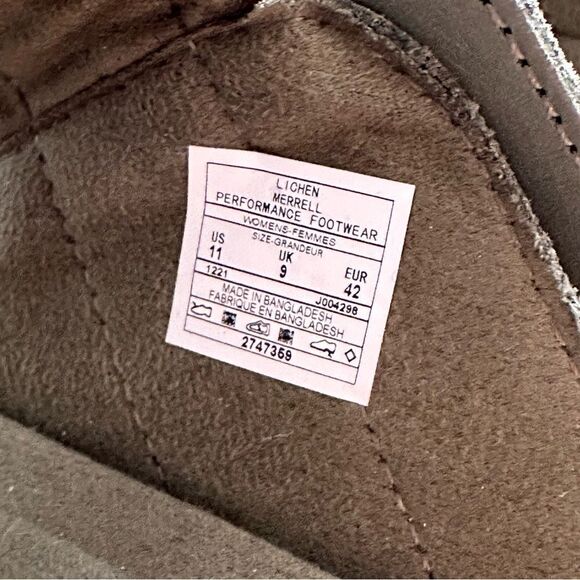 LICHEN
MERRELL
PERFORMANCE FOOTWEAR
WOMENS-FEMMES
SIZE-GRANDEUR
US UK EUR
11 9 42
1221 J004298
MADE IN BANGLADESH
FABRIQUE EN BANGLADESH
2747359